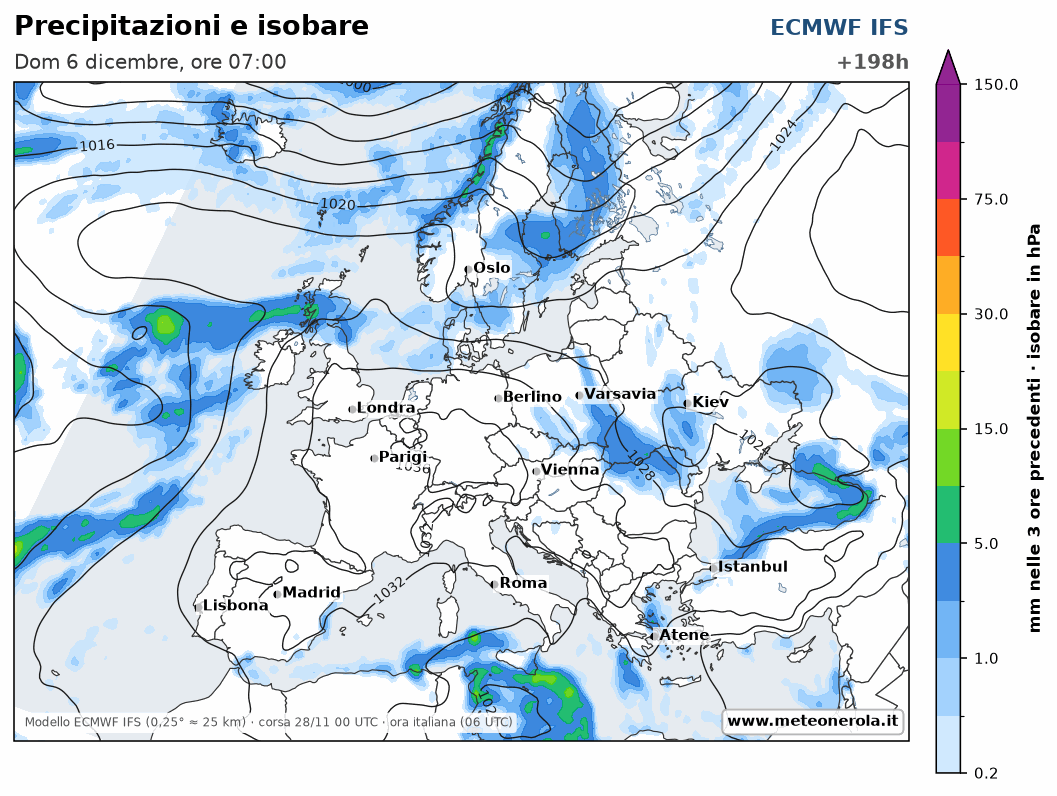 Precipitazioni e isobare
ECMWF IFS
Dom 6 dicembre, ore 07:00
+198h
150.0
1016
1024
75.0
1020
Oslo
30.0
Berlino
Varsavia
Kiev
Londra
15.0
1024
Parigi
1036
Vienna
1028
1032
5.0
Istanbul
Madrid
1032
Roma
Lisbona
Atene
1.0
Modello ECMWF IFS (0,25° ≈ 25 km) · corsa 28/11 00 UTC · ora italiana (06 UTC)
www.meteonerola.it
0.2
mm nelle 3 ore precedenti · isobare in hPa